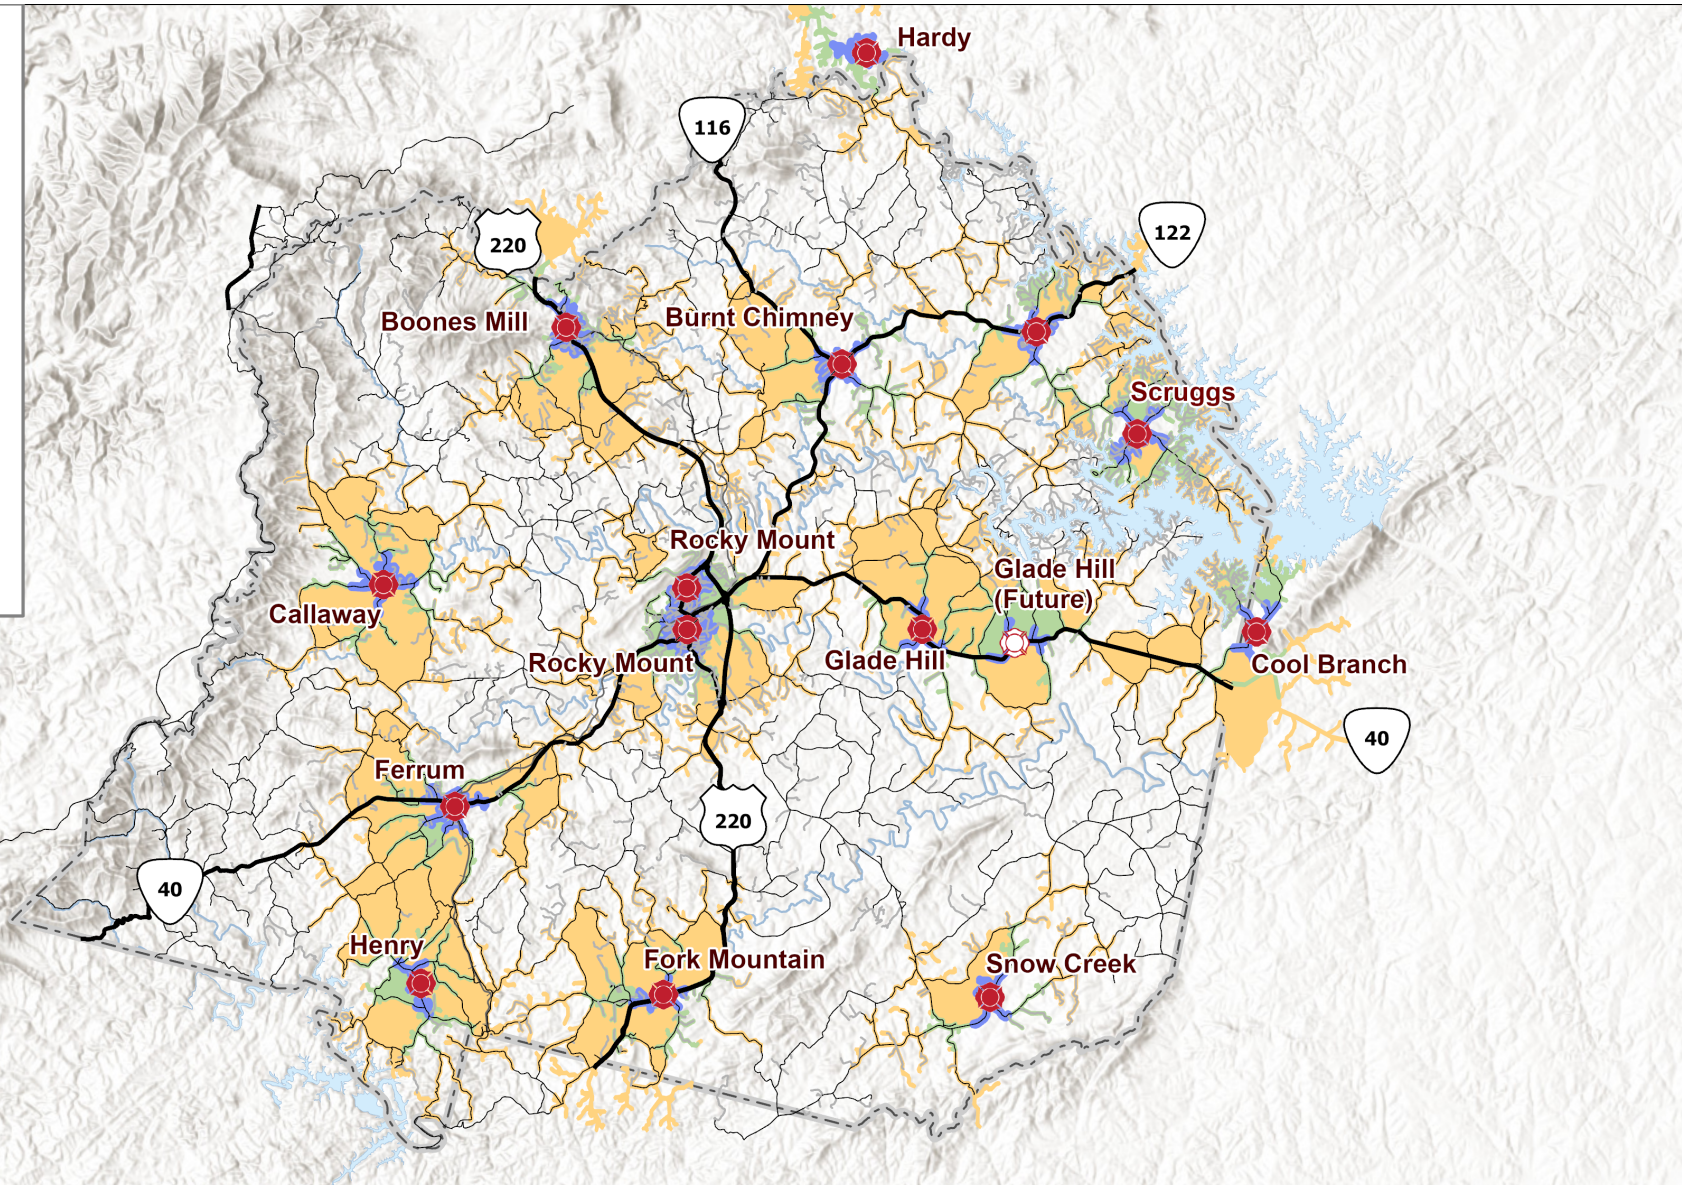 Hardy
116
122
220
Boones Mill
Burnt Chimney
Scruggs
Rocky Mount
Glade Hill
(Future)
Callaway
Rocky Mount
Glade Hill
Cool Branch
40
Ferrum
220
40
Henry
Fork Mountain
Snow Creek